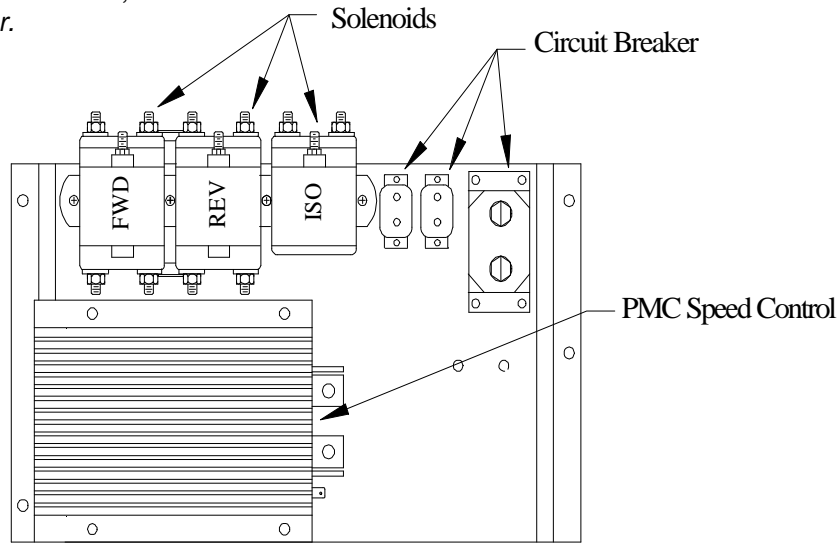 r.
Solenoids
Circuit Breaker
FWD
REV
ISO
PMC Speed Control